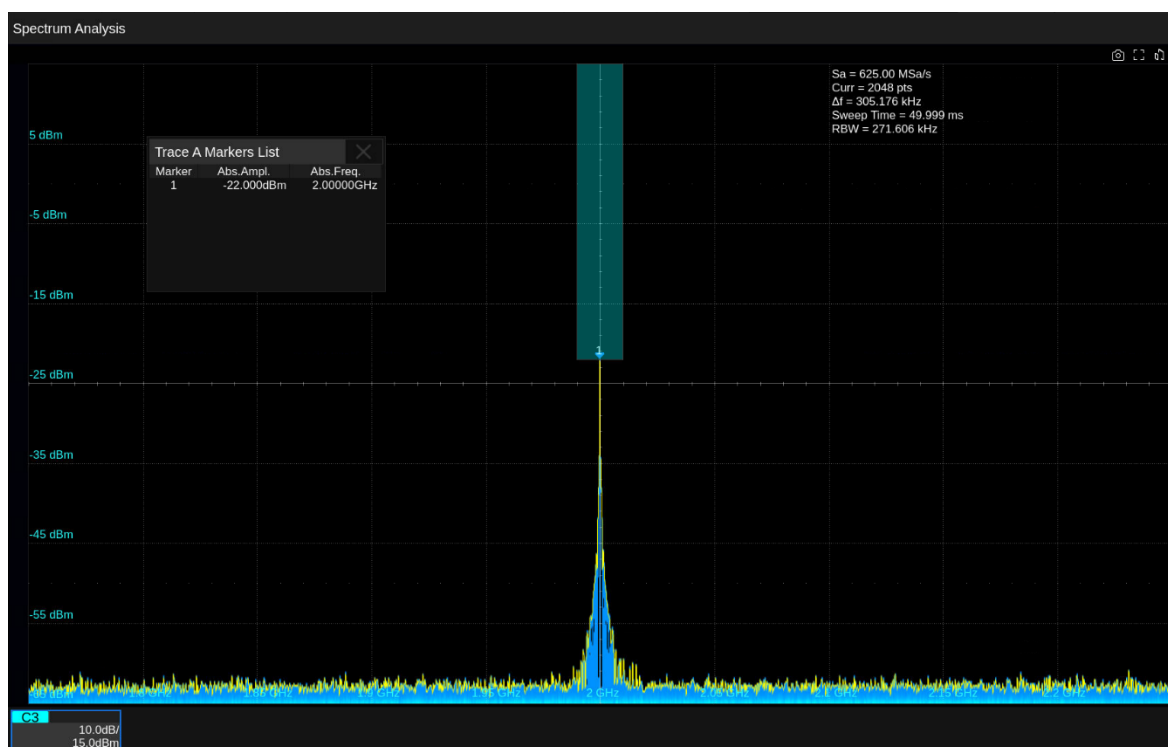 Spectrum Analysis
Sa = 625.00 MSa/s
Curr = 2048 pts
Δf = 305.176 kHz
Sweep Time = 49.999 ms
RBW = 271.606 kHz
5 dBm
Trace A Markers List
Marker Abs.Ampl. Abs.Freq.
1 -22.000dBm 2.00000GHz
-5 dBm
-15 dBm
1
-25 dBm
-35 dBm
-45 dBm
-55 dBm
2 GHz
C3
10.0dB/
15.0dBm